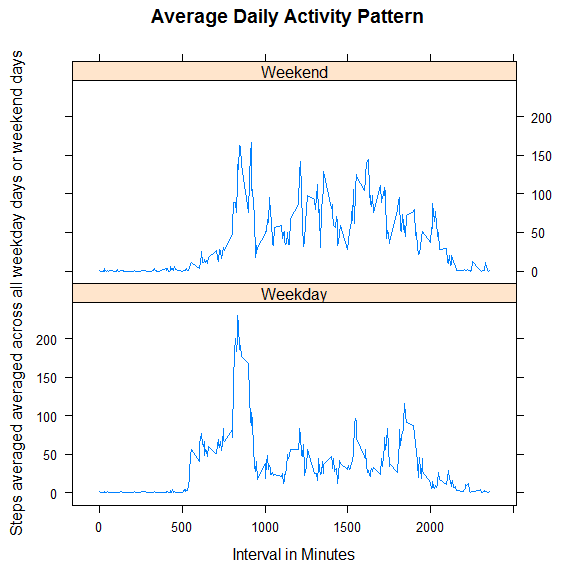 Average Daily Activity Pattern
Steps averaged averaged across all weekday days or weekend days
Weekend
200
150
100
50
0
Weekday
200
150
100
50
0
0 500 1000 1500 2000
Interval in Minutes